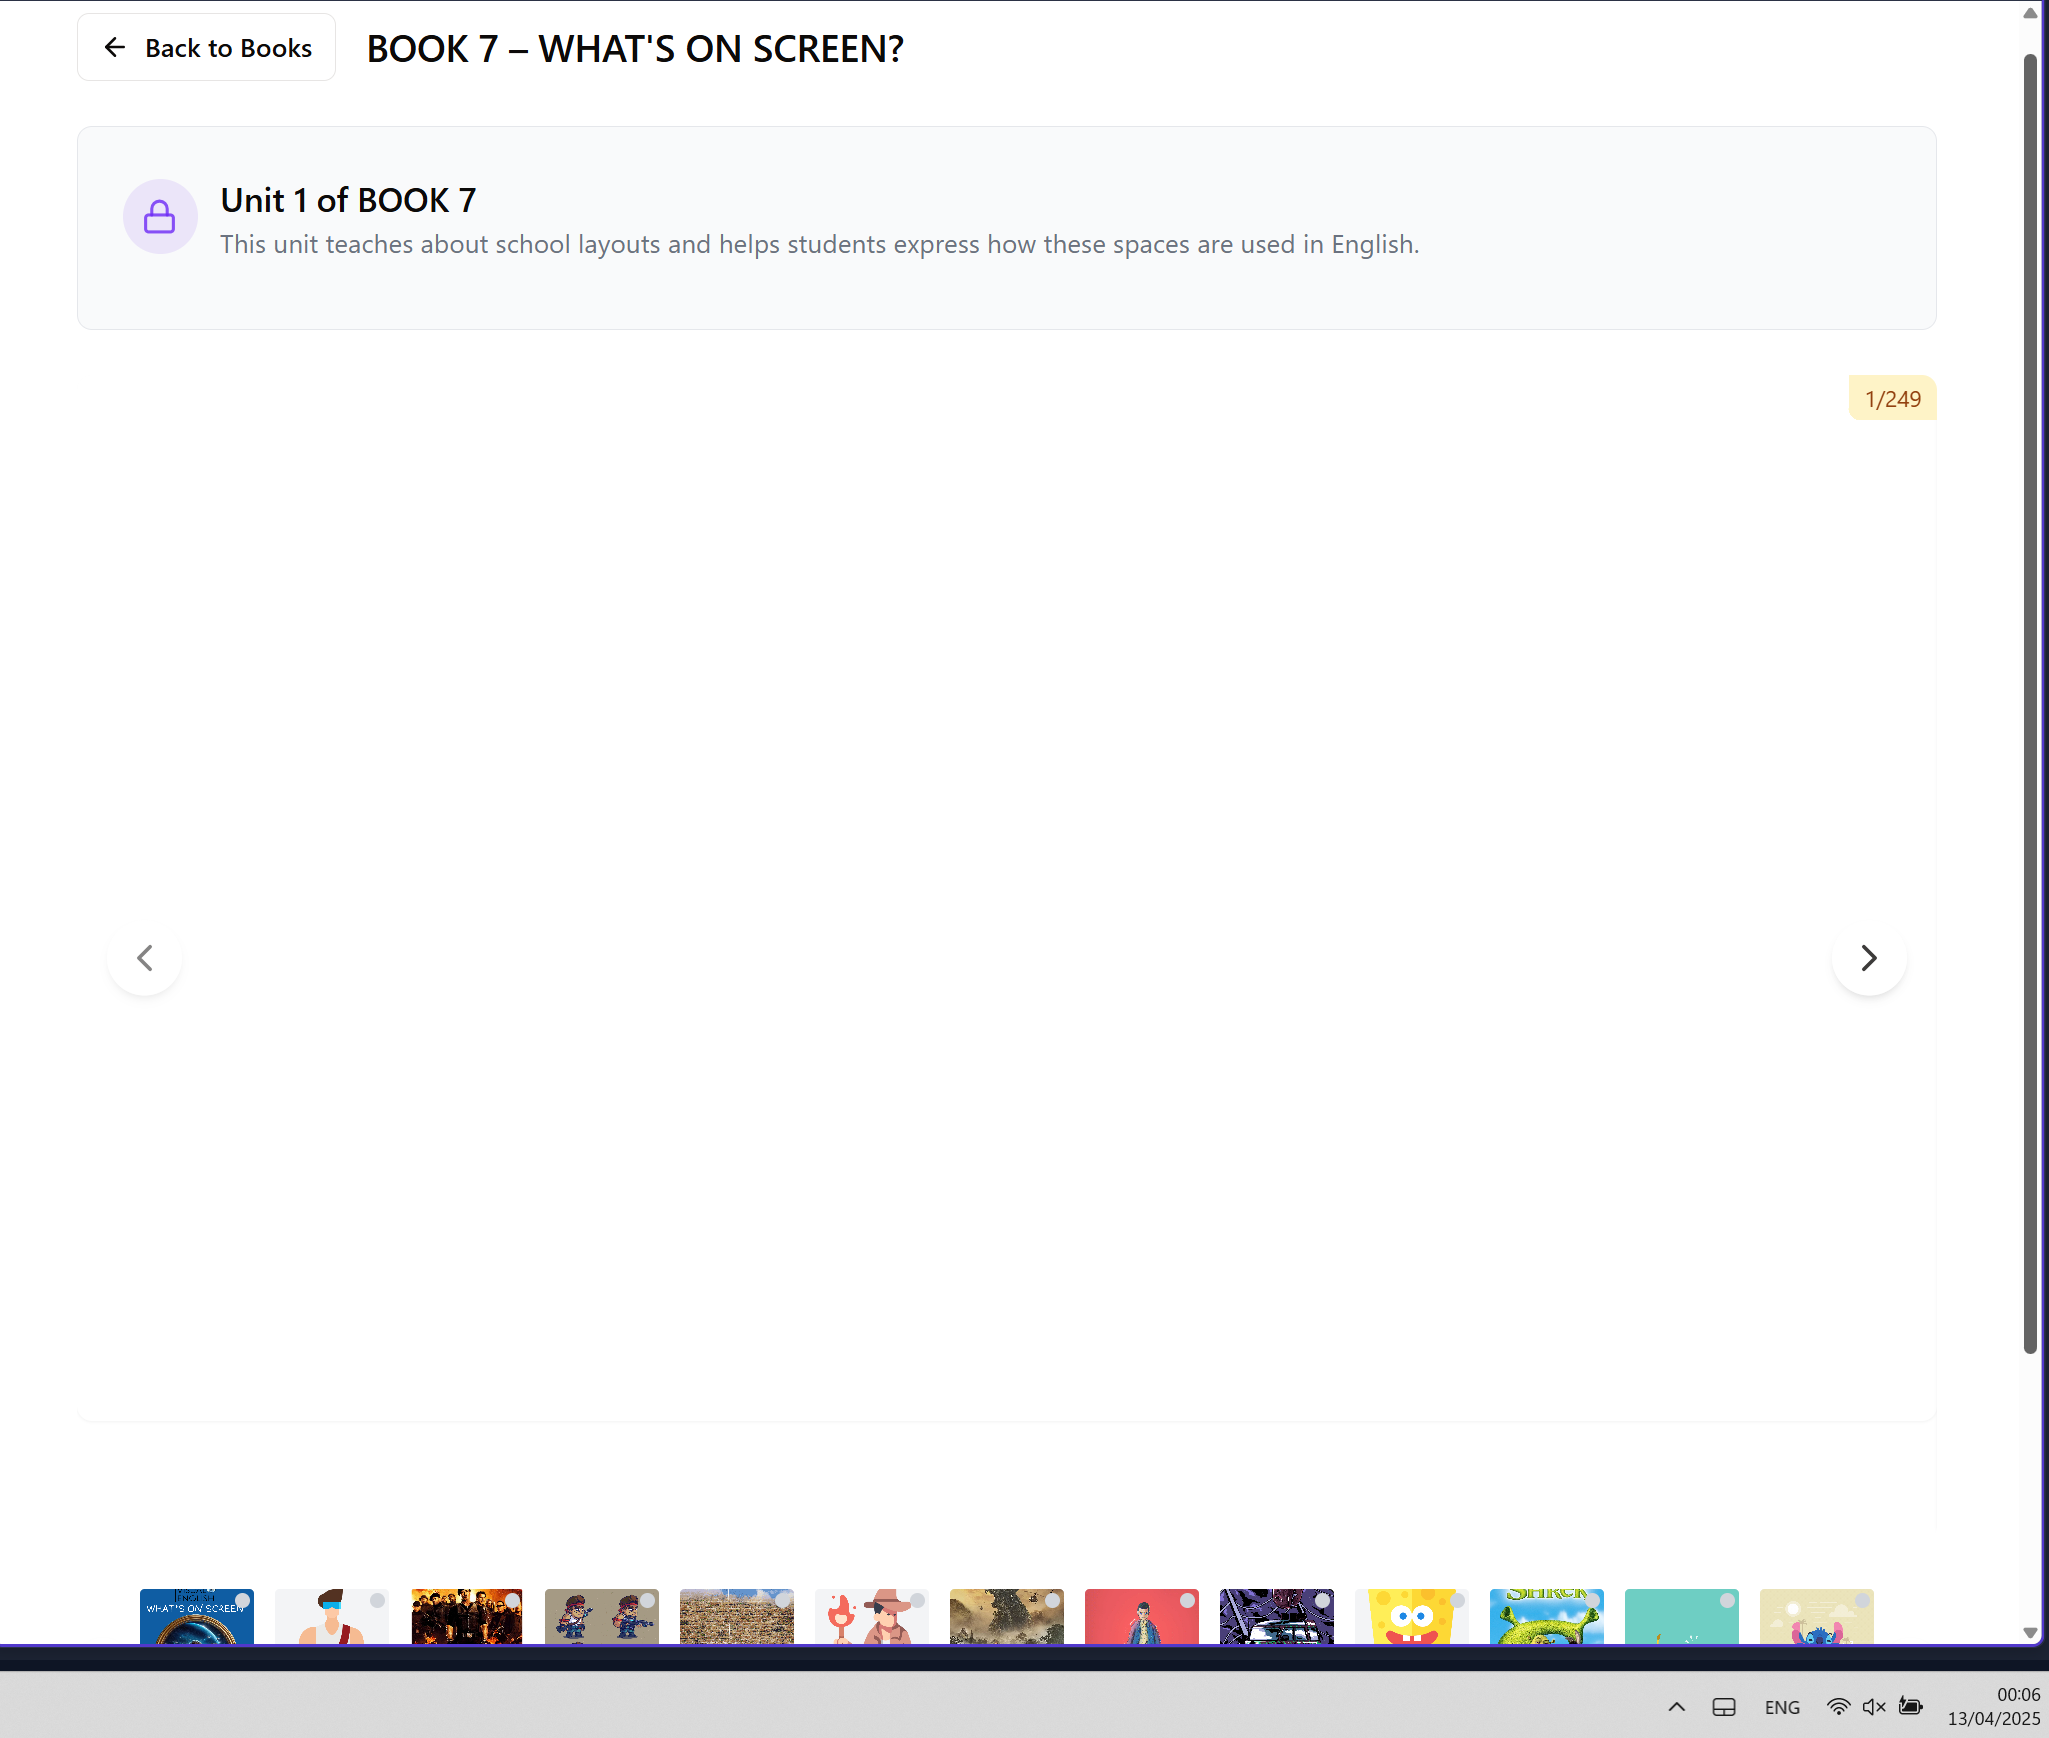 Back to Books
BOOK 7 – WHAT'S ON SCREEN?
Unit 1 of BOOK 7
This unit teaches about school layouts and helps students express how these spaces are used in English.
1/249
ENGLISH
WHAT'S ON SCREEN
SHREK
ENG
00:06
13/04/2025